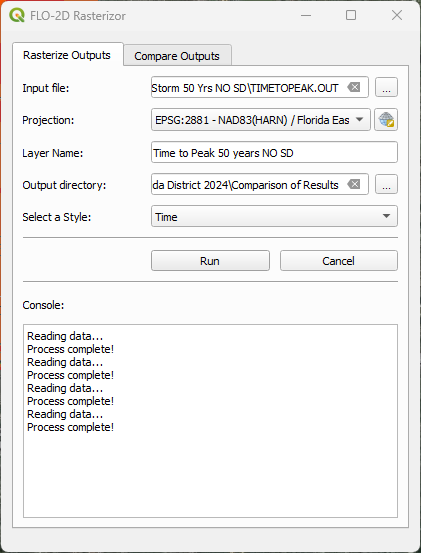 FLO-2D Rasterizor
Rasterize Outputs
Compare Outputs
Input file:
Storm 50 Yrs NO SD\TIMETOPEAK.OUT
...
Projection:
EPSG:2881 - NAD83(HARN) / Florida Eas
Layer Name:
Time to Peak 50 years NO SD
Output directory:
da District 2024\Comparison of Results
...
Select a Style:
Time
Run
Cancel
Console:
Reading data...
Process complete!
Reading data...
Process complete!
Reading data...
Process complete!
Reading data...
Process complete!